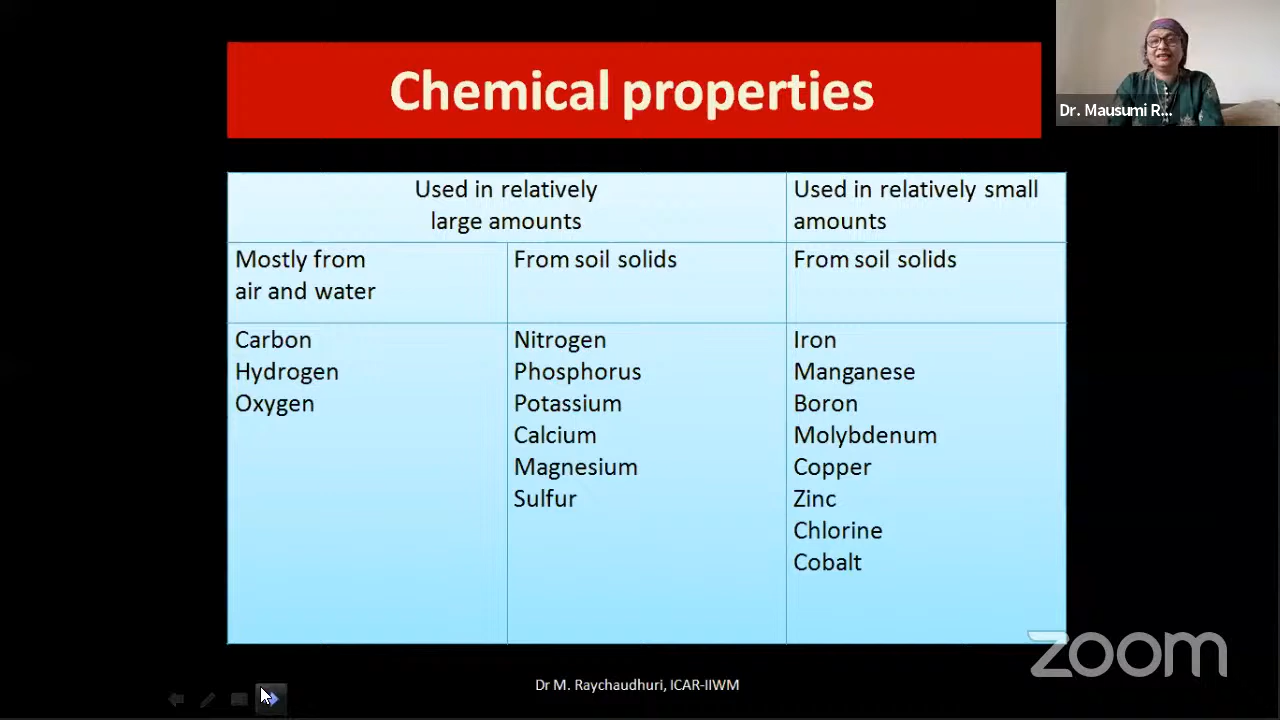 Chemical properties
Dr. Mausumi R...
Used in relatively
large amounts
Used in relatively small
amounts
Mostly from
air and water
From soil solids
From soil solids
Carbon
Hydrogen
Oxygen
Nitrogen
Phosphorus
Potassium
Calcium
Magnesium
Sulfur
Iron
Manganese
Boron
Molybdenum
Copper
Zinc
Chlorine
Cobalt
zoom
Dr M. Raychaudhuri, ICAR-IIWM